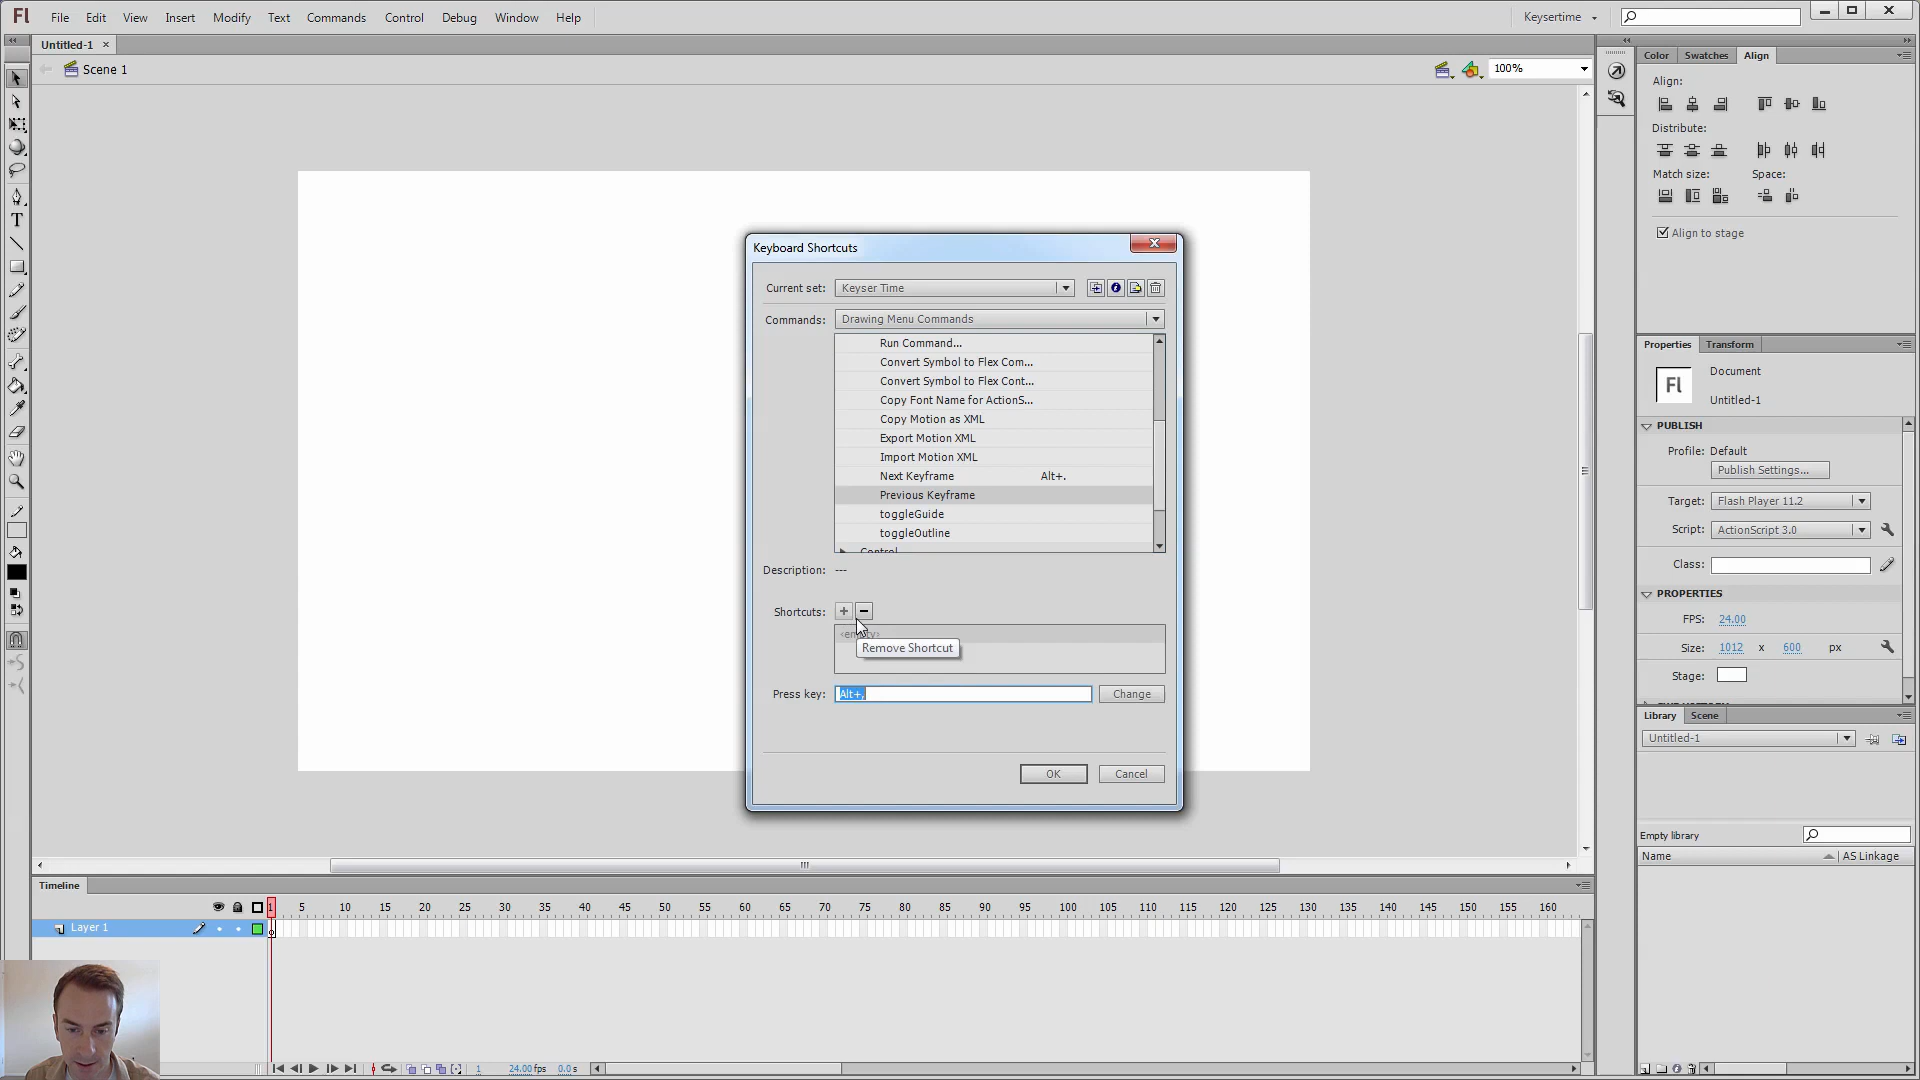 Fl File Edit View Insert Modify Text Commands Control Debug Window Help Keysertime
Untitled-1 ×
Scene 1 100%
Color Swatches Align
Align:
Distribute:
Match size: Space:
Align to stage
Keyboard Shortcuts
Current set: Keyser Time
Commands: Drawing Menu Commands
Run Command...
Convert Symbol to Flex Com...
Convert Symbol to Flex Cont...
Copy Font Name for ActionS...
Copy Motion as XML
Export Motion XML
Import Motion XML
Next Keyframe Alt+.
Previous Keyframe
toggleGuide
toggleOutline
Control
Description: ---
Shortcuts: + −
Remove Shortcut
Press key: Alt+, Change
OK Cancel
Properties Transform
Fl Document
Untitled-1
PUBLISH
Profile: Default
Publish Settings...
Target: Flash Player 11.2
Script: ActionScript 3.0
Class:
PROPERTIES
FPS: 24.00
Size: 1012 x 600 px
Stage:
Library Scene
Untitled-1
Empty library
Name AS Linkage
Timeline
1 5 10 15 20 25 30 35 40 45 50 55 60 65 70 75 80 85 90 95 100 105 110 115 120 125 130 135 140 145 150 155 160
Layer 1
1 24.00 fps 0.0 s